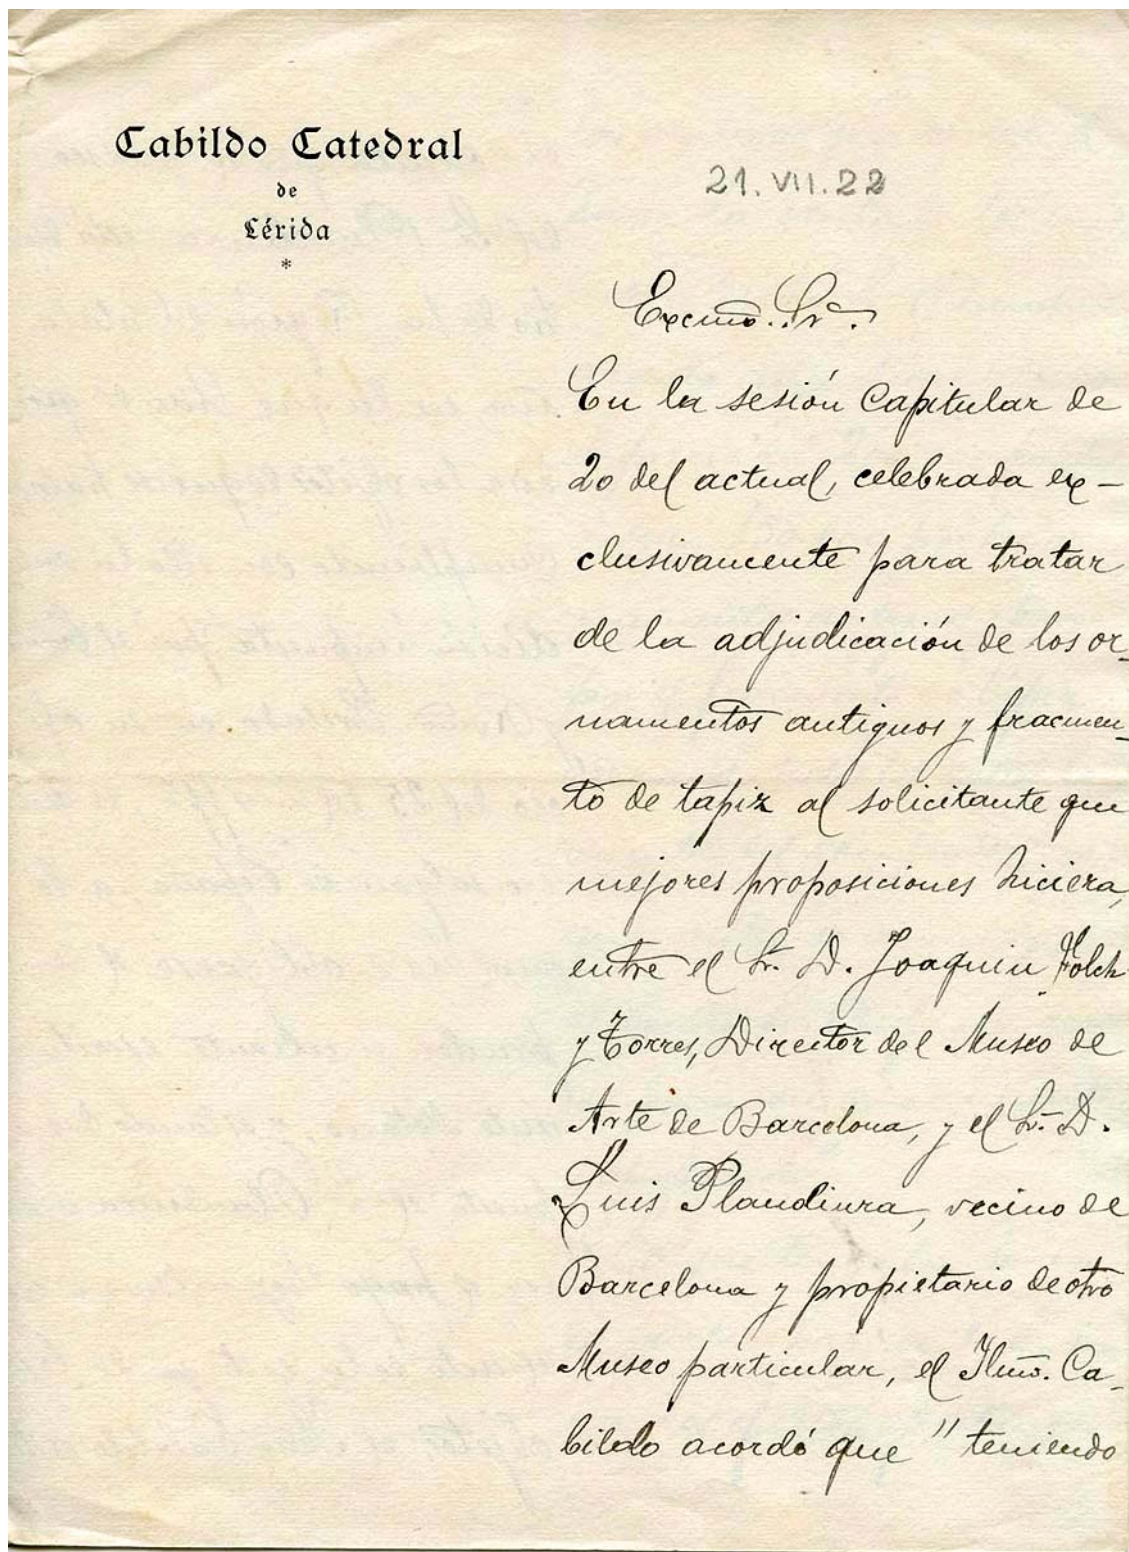 Cabildo Catedral
de
Lérida
*
21.VII.22
Excmo. Sr.
En la sesión Capitular de
20 del actual, celebrada ex-
clusivamente para tratar
de la adjudicación de los or-
namentos antiguos y fracmen-
to de tapiz al solicitante que
mejores proposiciones hiciera,
entre el Sr. D. Joaquin Folch
y Torres, Director del Museo de
Arte de Barcelona, y el Sr. D.
Luis Plandiura, vecino de
Barcelona y propietario de otro
Museo particular, el Ilmo. Ca-
bildo acordó que "teniendo